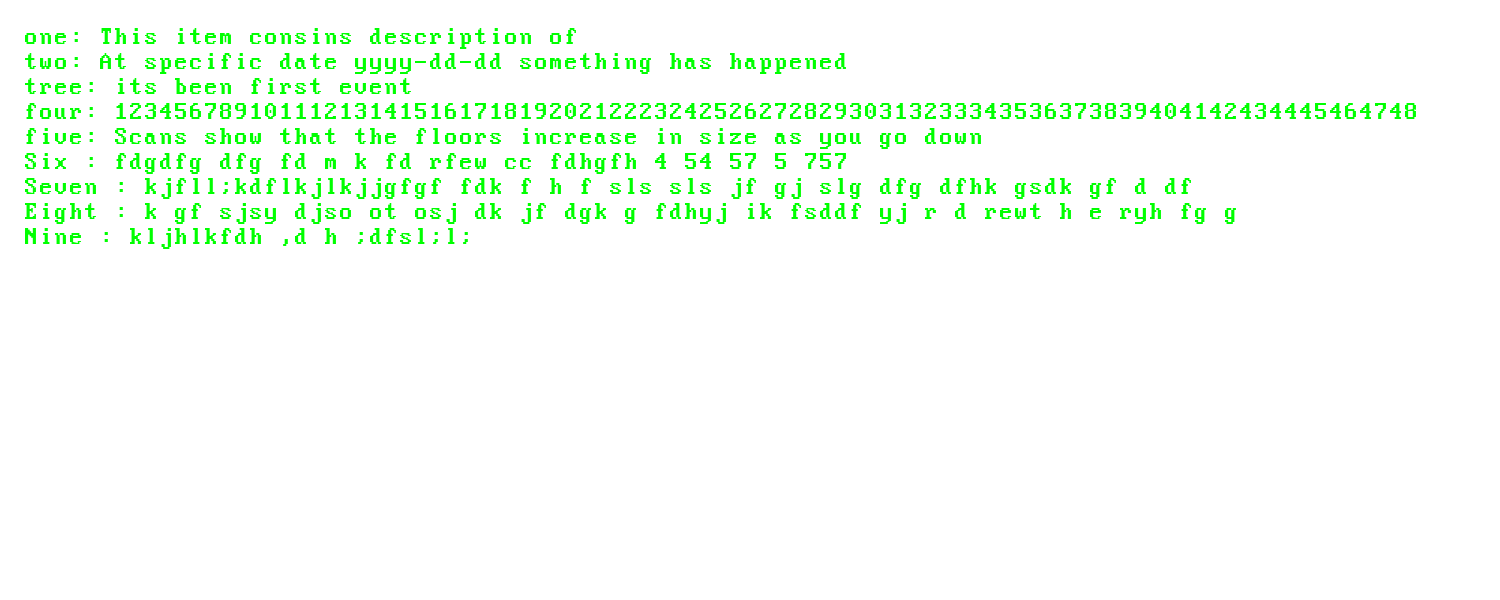 one: This item consins description of
two: At specific date yyyy-dd-dd something has happened
tree: its been first event
four: 123456789101112131415161718192021222324252627282930313233343536373839404142434445464748
five: Scans show that the floors increase in size as you go down
Six : fdgdfg dfg fd m k fd rfew cc fdhgfh 4 54 57 5 757
Seven : kjfll;kdflkjlkjjgfgf fdk f h f sls sls jf gj slg dfg dfhk gsdk gf d df
Eight : k gf sjsy djso ot osj dk jf dgk g fdhyj ik fsddf yj r d rewt h e ryh fg g
Nine : kljhlkfdh ,d h ;dfsl;l;